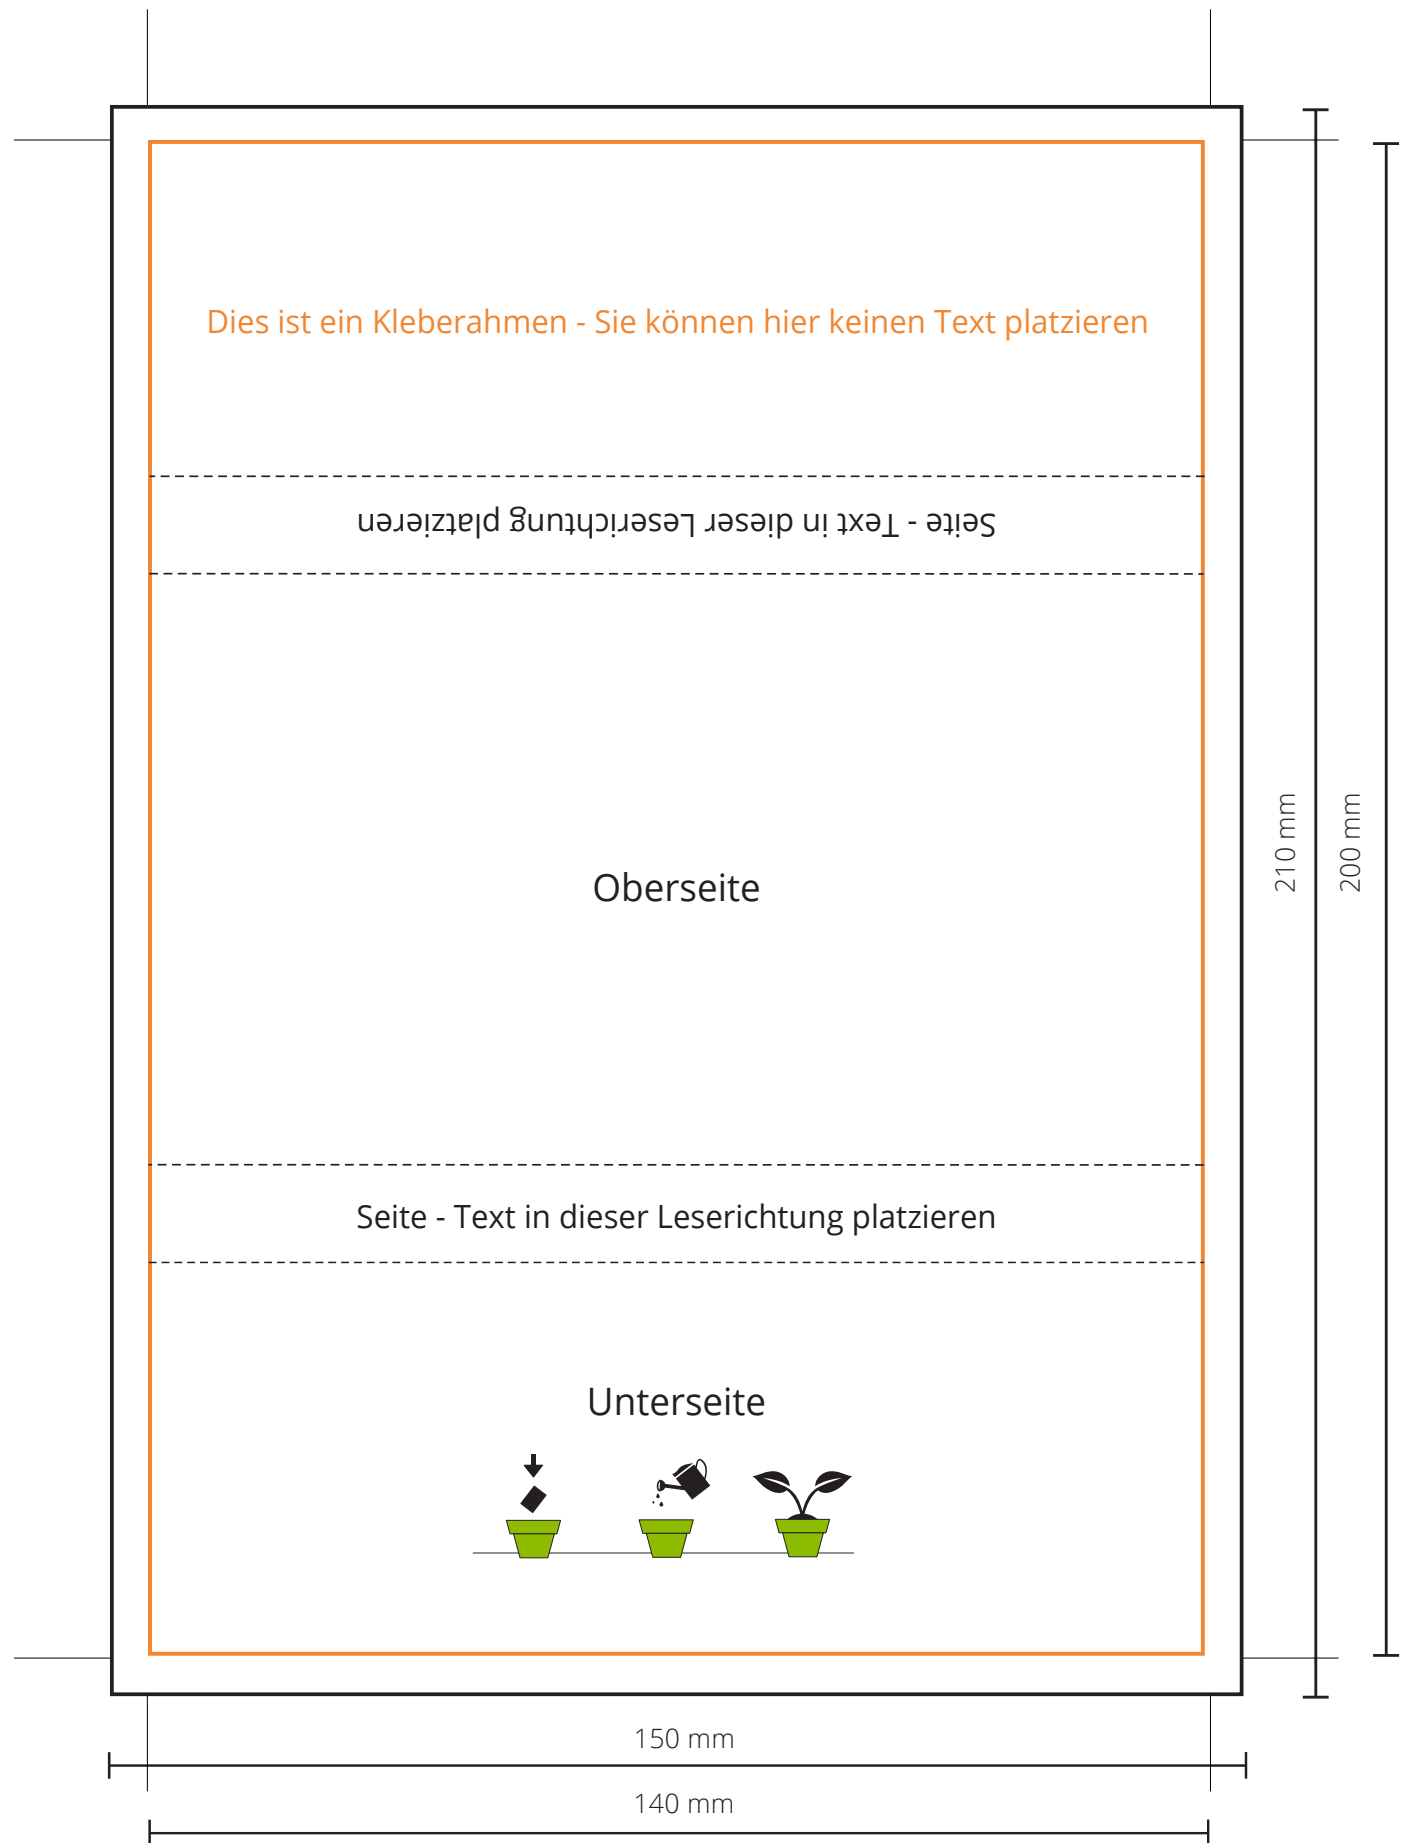 Dies ist ein Kleberahmen - Sie können hier keinen Text platzieren
Seite - Text in dieser Leserichtung platzieren
Oberseite
210 mm
200 mm
Seite - Text in dieser Leserichtung platzieren
Unterseite
150 mm
140 mm